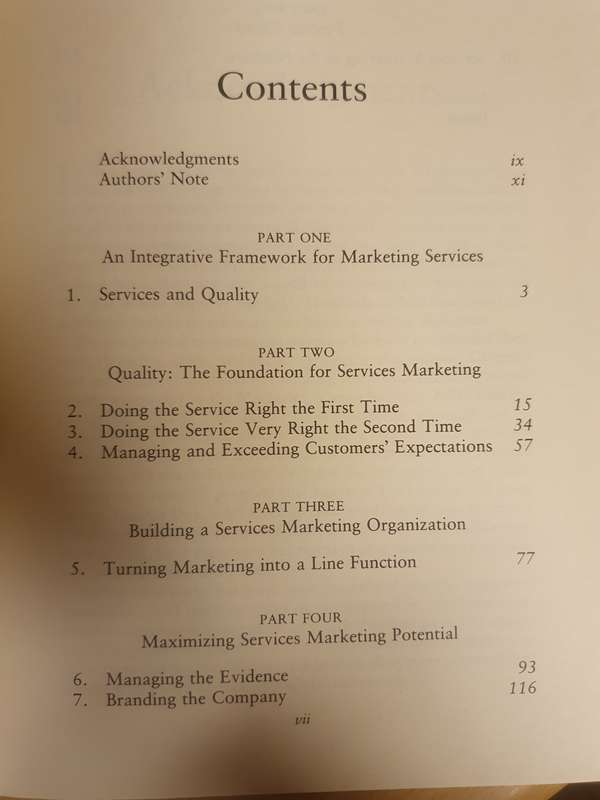 Contents
Acknowledgments ix
Authors' Note xi
PART ONE
An Integrative Framework for Marketing Services
1. Services and Quality 3
PART TWO
Quality: The Foundation for Services Marketing
2. Doing the Service Right the First Time 15
3. Doing the Service Very Right the Second Time 34
4. Managing and Exceeding Customers' Expectations 57
PART THREE
Building a Services Marketing Organization
5. Turning Marketing into a Line Function 77
PART FOUR
Maximizing Services Marketing Potential
6. Managing the Evidence 93
7. Branding the Company 116
vii